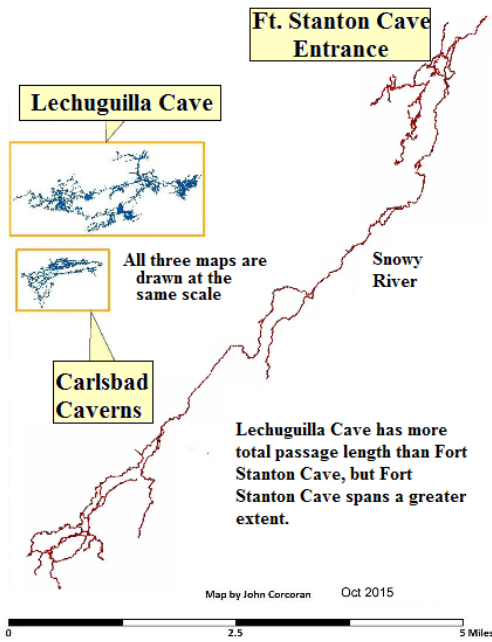 Ft. Stanton Cave
Entrance
Lechuguilla Cave
All three maps are
drawn at the
same scale
Snowy
River
Carlsbad
Caverns
Lechuguilla Cave has more
total passage length than Fort
Stanton Cave, but Fort
Stanton Cave spans a greater
extent.
Map by John Corcoran
Oct 2015
0
2.5
5 Miles